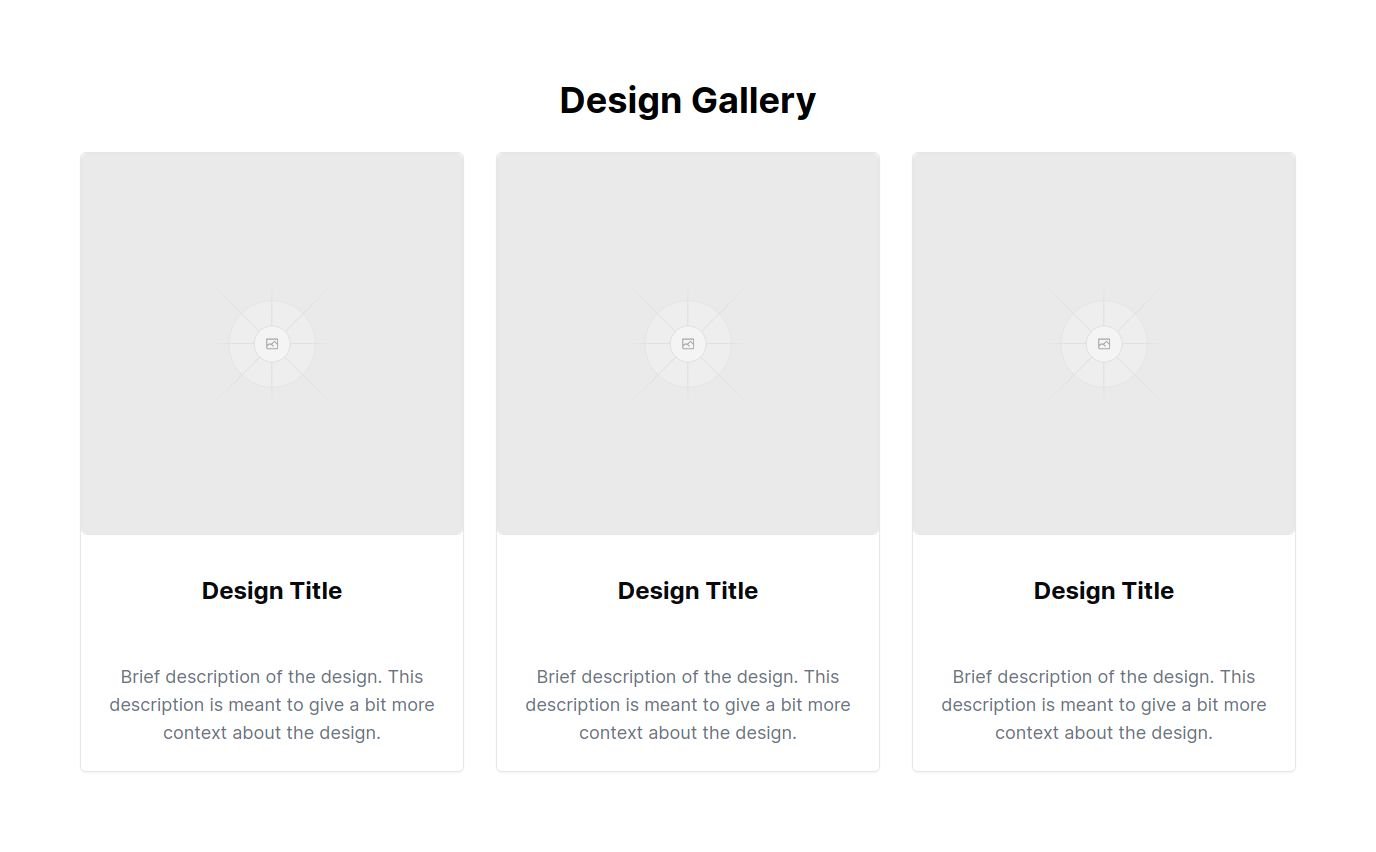 Design Gallery
Design Title
Brief description of the design. This
description is meant to give a bit more
context about the design.
Design Title
Brief description of the design. This
description is meant to give a bit more
context about the design.
Design Title
Brief description of the design. This
description is meant to give a bit more
context about the design.